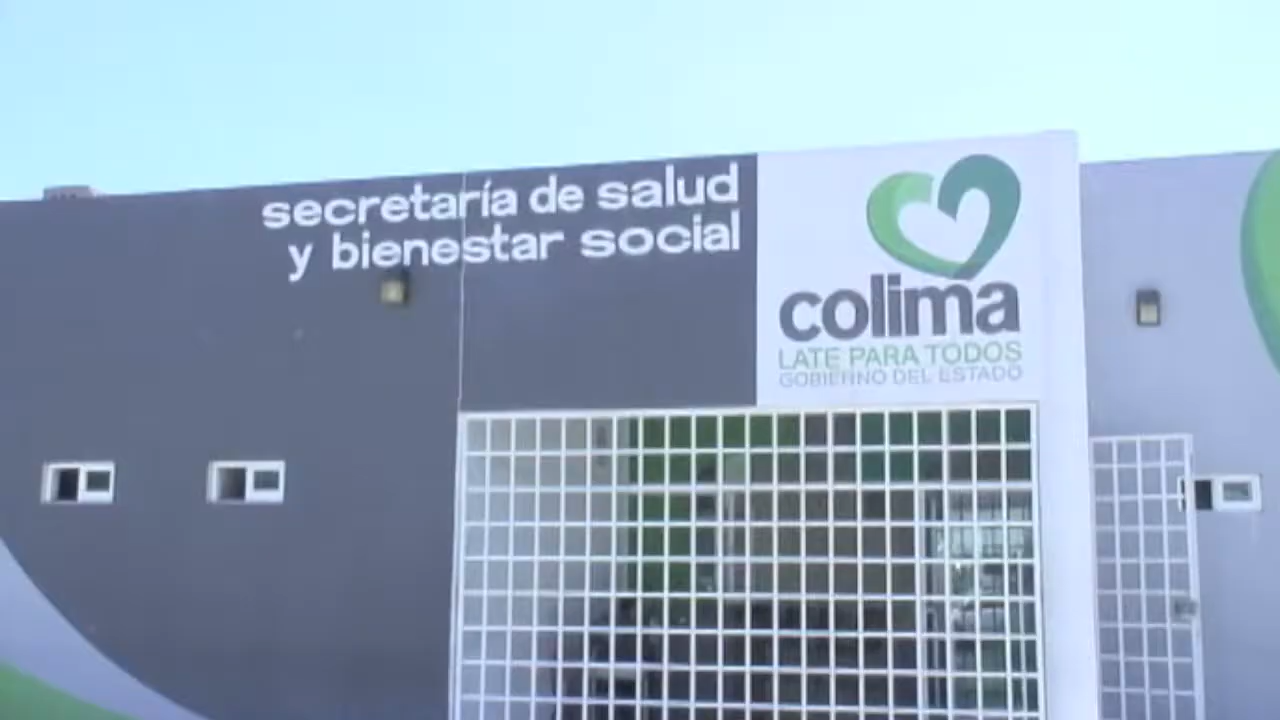 secretaría de salud
y bienestar social
colima
LATE PARA TODOS
GOBIERNO DEL ESTADO